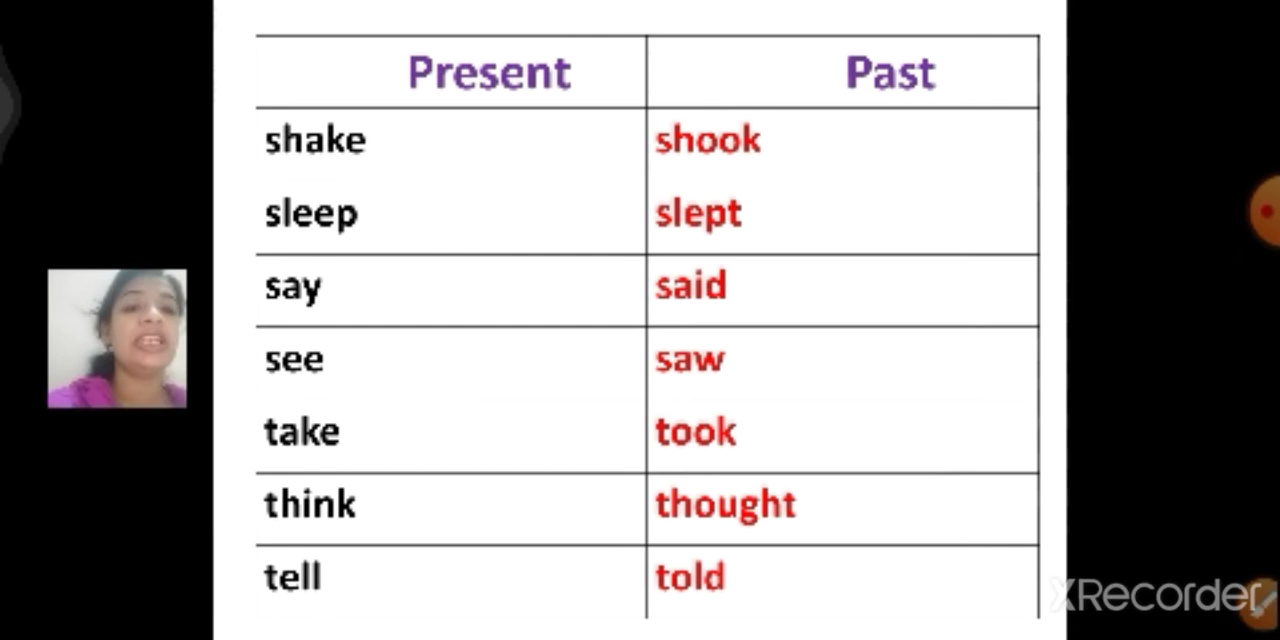 Present Past
shake shook
sleep slept
say said
see saw
take took
think thought
tell told
XRecorder